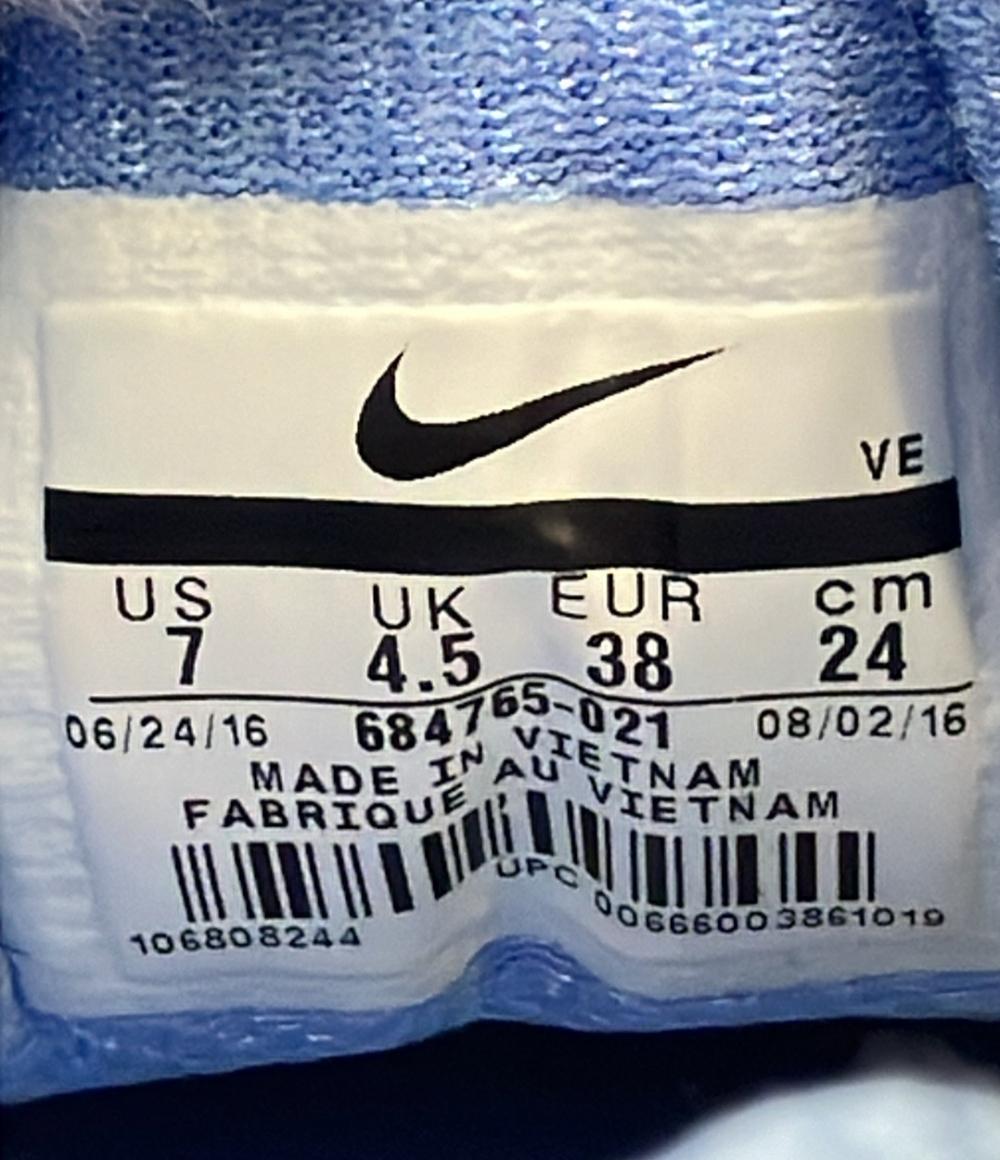 VE
US UK EUR cm
7 4.5 38 24
06/24/16 684765-021 08/02/16
MADE IN VIETNAM
FABRIQUE AU VIETNAM
106808244 UPC 00666003861019